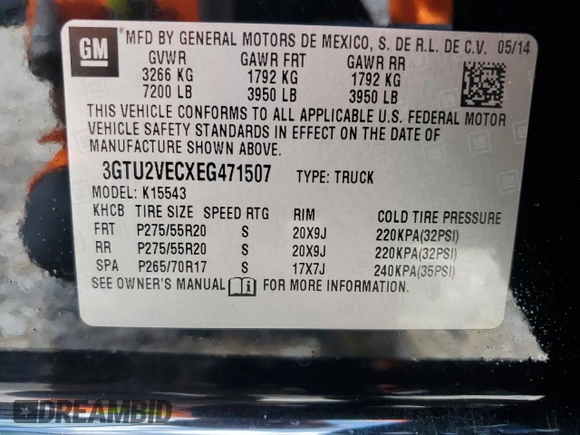 GM MFD BY GENERAL MOTORS DE MEXICO, S. DE R.L. DE C.V. 05/14
GVWR GAWR FRT GAWR RR
3266 KG 1792 KG 1792 KG
7200 LB 3950 LB 3950 LB
THIS VEHICLE CONFORMS TO ALL APPLICABLE U.S. FEDERAL MOTOR
VEHICLE SAFETY STANDARDS IN EFFECT ON THE DATE OF
MANUFACTURE SHOWN ABOVE.
3GTU2VECXEG471507 TYPE: TRUCK
MODEL: K15543
KHCB TIRE SIZE SPEED RTG RIM COLD TIRE PRESSURE
FRT P275/55R20 S 20X9J 220KPA(32PSI)
RR P275/55R20 S 20X9J 220KPA(32PSI)
SPA P265/70R17 S 17X7J 240KPA(35PSI)
SEE OWNER'S MANUAL FOR MORE INFORMATION.
DREAMBID